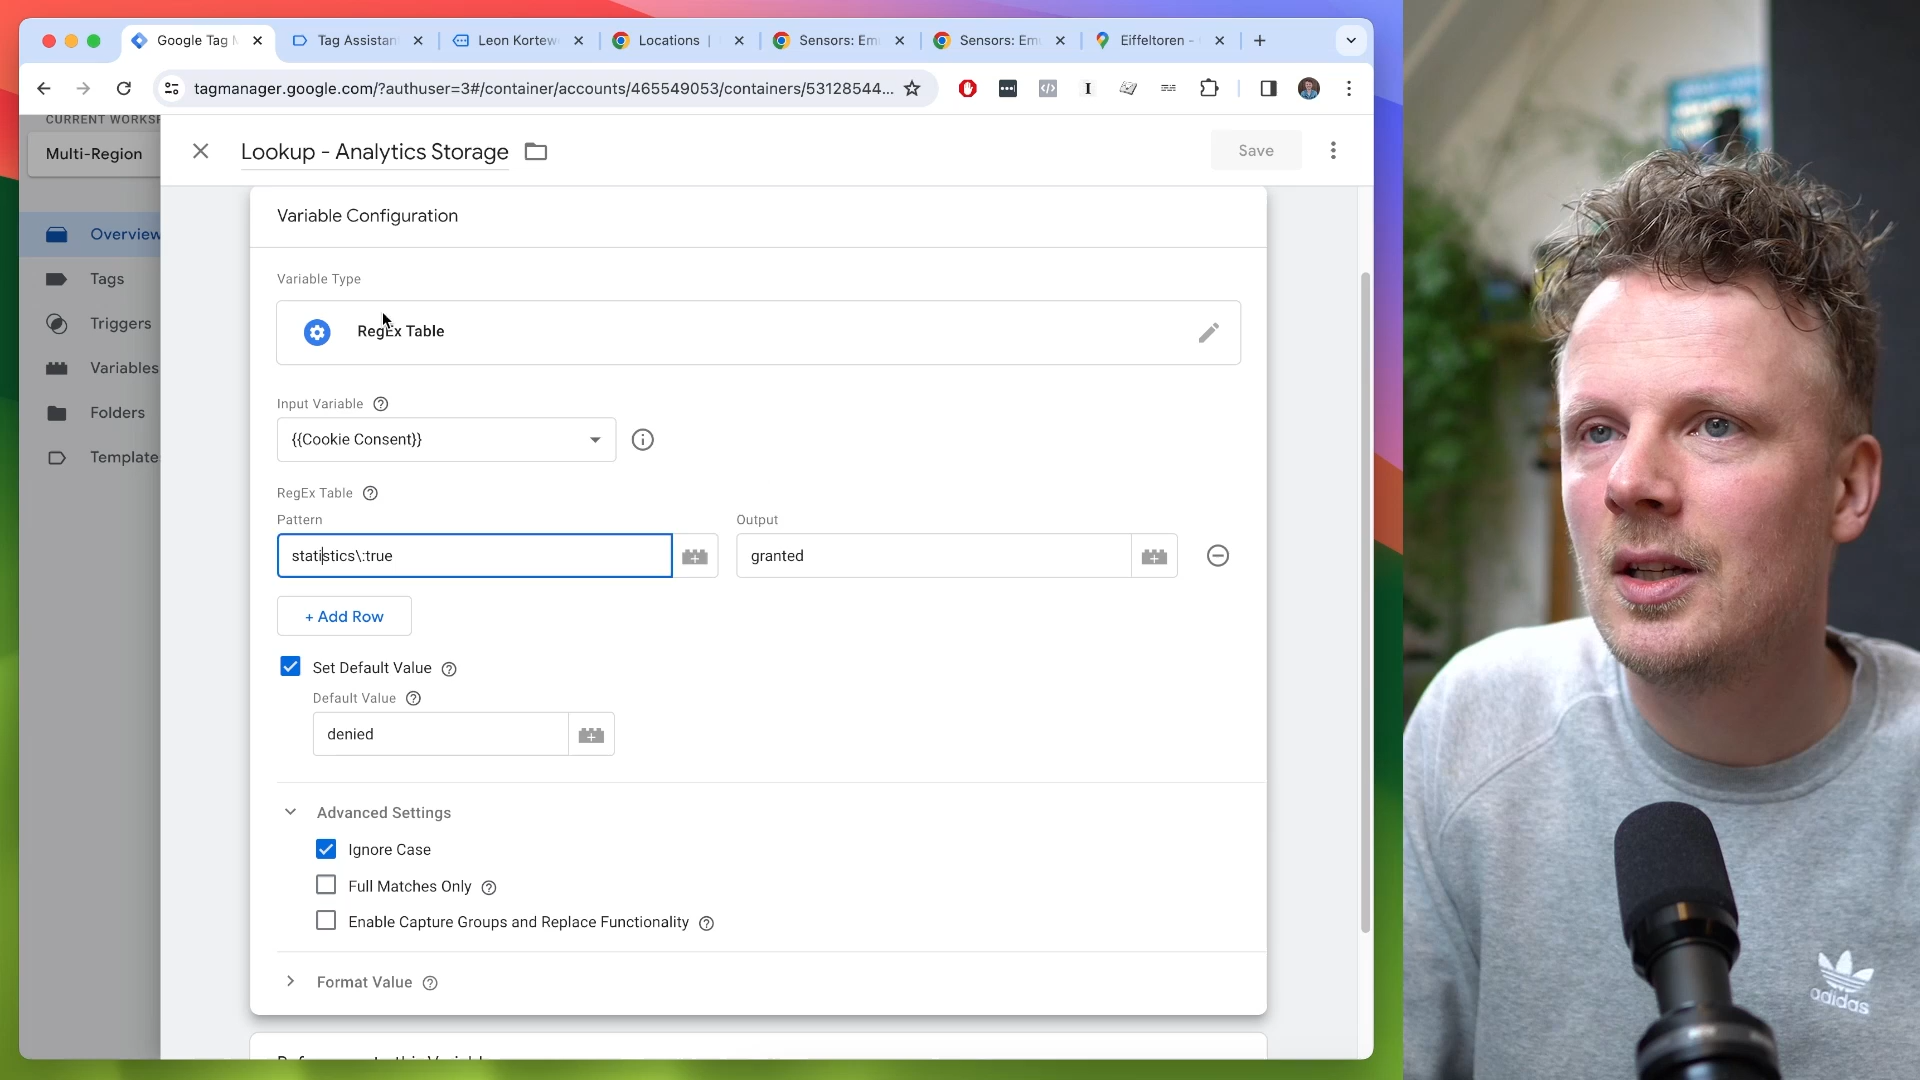 Google Tag M
Tag Assistan
Leon Kortew
Locations |
Sensors: Em
Sensors: Emu
Eiffeltoren -
tagmanager.google.com/?authuser=3#/container/accounts/465549053/containers/53128544...
CURRENT WORKSP
Multi-Region
Lookup - Analytics Storage
Save
Overview
Tags
Triggers
Variables
Folders
Template
Variable Configuration
Variable Type
RegEx Table
Input Variable
{{Cookie Consent}}
RegEx Table
Pattern
Output
statistics\:true
granted
+ Add Row
Set Default Value
Default Value
denied
Advanced Settings
Ignore Case
Full Matches Only
Enable Capture Groups and Replace Functionality
Format Value
adidas